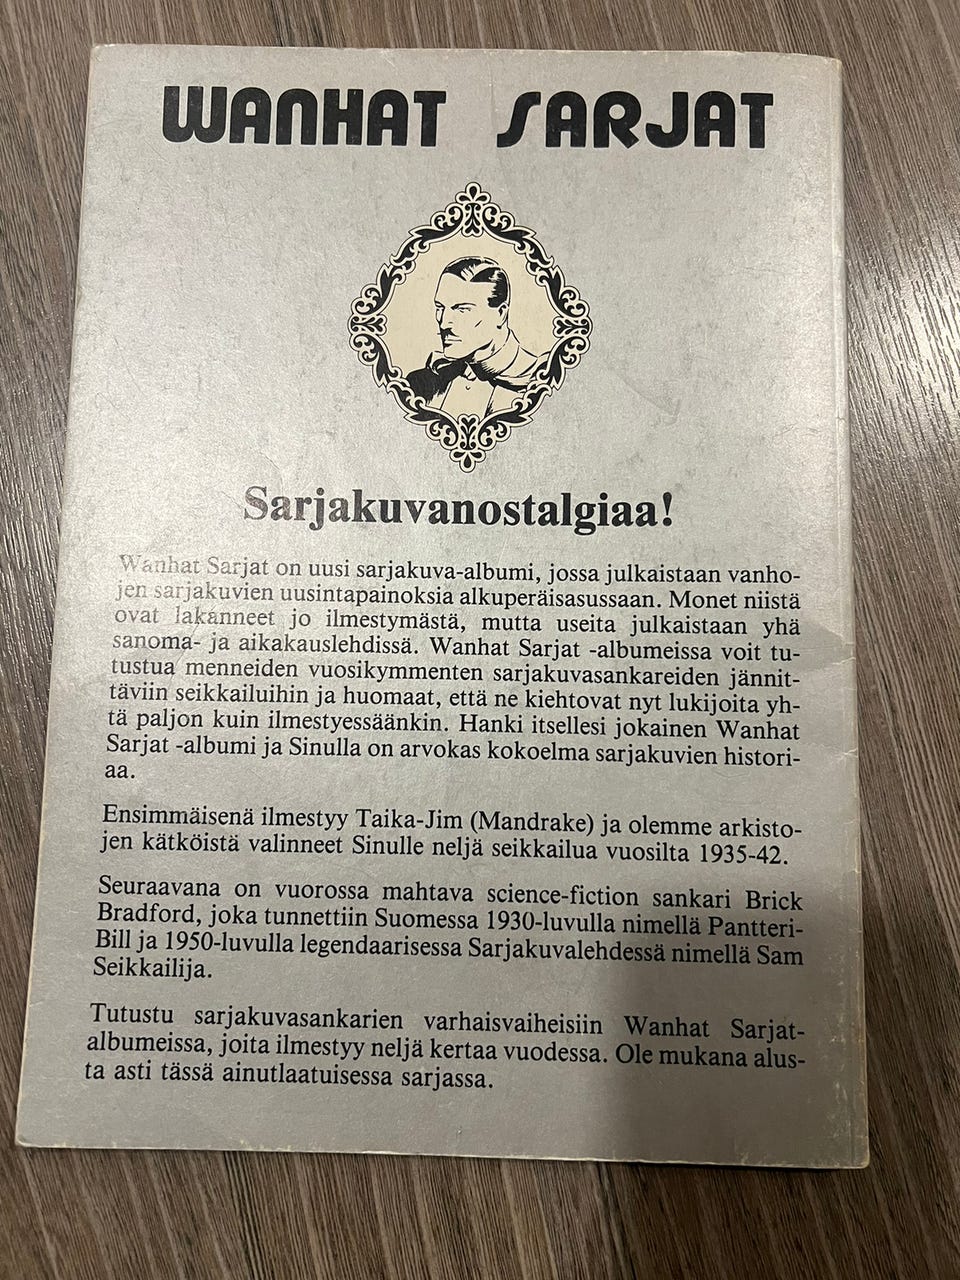 WANHAT SARJAT
Sarjakuvanostalgiaa!
Wanhat Sarjat on uusi sarjakuva-albumi, jossa julkaistaan vanho-
jen sarjakuvien uusintapainoksia alkuperäisasussaan. Monet niistä
ovat lakanneet jo ilmestymästä, mutta useita julkaistaan yhä
sanoma- ja aikakauslehdissä. Wanhat Sarjat -albumeissa voit tu-
tustua menneiden vuosikymmenten sarjakuvasankareiden jännit-
täviin seikkailuihin ja huomaat, että ne kiehtovat nyt lukijoita yh-
tä paljon kuin ilmestyessäänkin. Hanki itsellesi jokainen Wanhat
Sarjat -albumi ja Sinulla on arvokas kokoelma sarjakuvien histori-
aa.
Ensimmäisenä ilmestyy Taika-Jim (Mandrake) ja olemme arkisto-
jen kätköistä valinneet Sinulle neljä seikkailua vuosilta 1935-42.
Seuraavana on vuorossa mahtava science-fiction sankari Brick
Bradford, joka tunnettiin Suomessa 1930-luvulla nimellä Pantteri-
Bill ja 1950-luvulla legendaarisessa Sarjakuvalehdessä nimellä Sam
Seikkailija.
Tutustu sarjakuvasankarien varhaisvaiheisiin Wanhat Sarjat-
albumeissa, joita ilmestyy neljä kertaa vuodessa. Ole mukana alus-
ta asti tässä ainutlaatuisessa sarjassa.